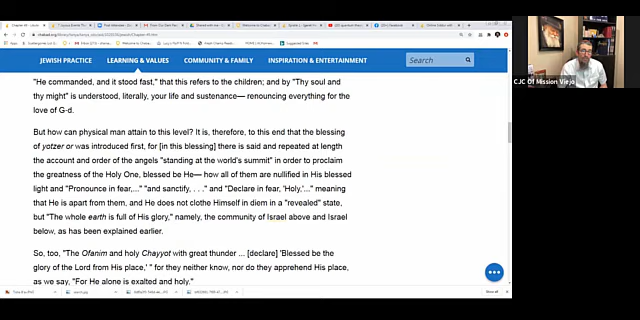 chabad.org/library/tanya/tanya_cdo/aid/
JEWISH PRACTICE LEARNING & VALUES COMMUNITY & FAMILY INSPIRATION & ENTERTAINMENT Search
"He commanded, and it stood fast," that this refers to the children; and by "Thy soul and
thy might" is understood, literally, your life and sustenance— renouncing everything for the
love of G-d.
But how can physical man attain to this level? It is, therefore, to this end that the blessing
of yotzer or was introduced first, for [in this blessing] there is said and repeated at length
the account and order of the angels "standing at the world's summit" in order to proclaim
the greatness of the Holy One, blessed be He— how all of them are nullified in His blessed
light and "Pronounce in fear,..." "and sanctify, . . ." and "Declare in fear, 'Holy,'..." meaning
that He is apart from them, and He does not clothe Himself in diem in a "revealed" state,
but "The whole earth is full of His glory," namely, the community of Israel above and Israel
below, as has been explained earlier.
So, too, "The Ofanim and holy Chayyot with great thunder ... [declare] 'Blessed be the
glory of the Lord from His place,' " for they neither know, nor do they apprehend His place,
as we say, "For He alone is exalted and holy."
CJC Of Mission Viejo
Show all